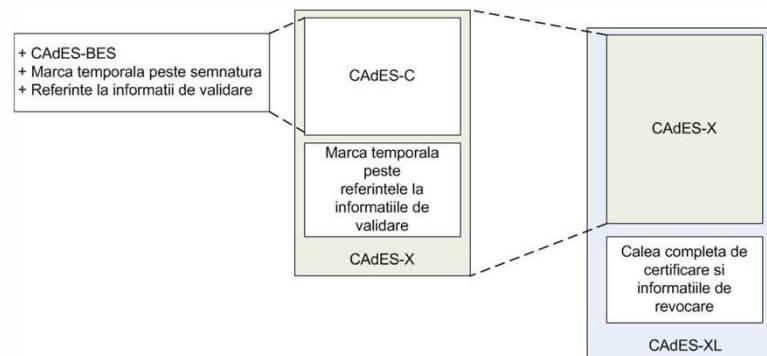 + CAdES-BES
+ Marca temporala peste semnatura
+ Referinte la informatii de validare
CAdES-C
Marca temporala
peste
referintele la
informatiile de
validare
CAdES-X
CAdES-X
Calea completa de
certificare si
informatiile de
revocare
CAdES-XL